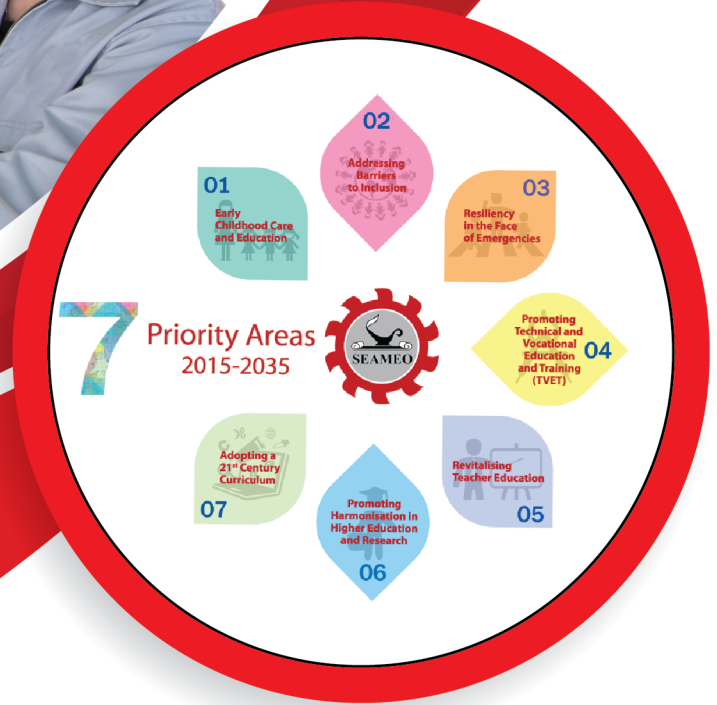 7 Priority Areas
2015-2035
SEAMEO
01
Early
Childhood Care
and Education
02
Addressing
Barriers
to Inclusion
03
Resiliency
in the Face
of Emergencies
Promoting
Technical and
Vocational
Education
and Training
(TVET)
04
Revitalising
Teacher Education
05
Promoting
Harmonisation in
Higher Education
and Research
06
Adopting a
21st Century
Curriculum
07